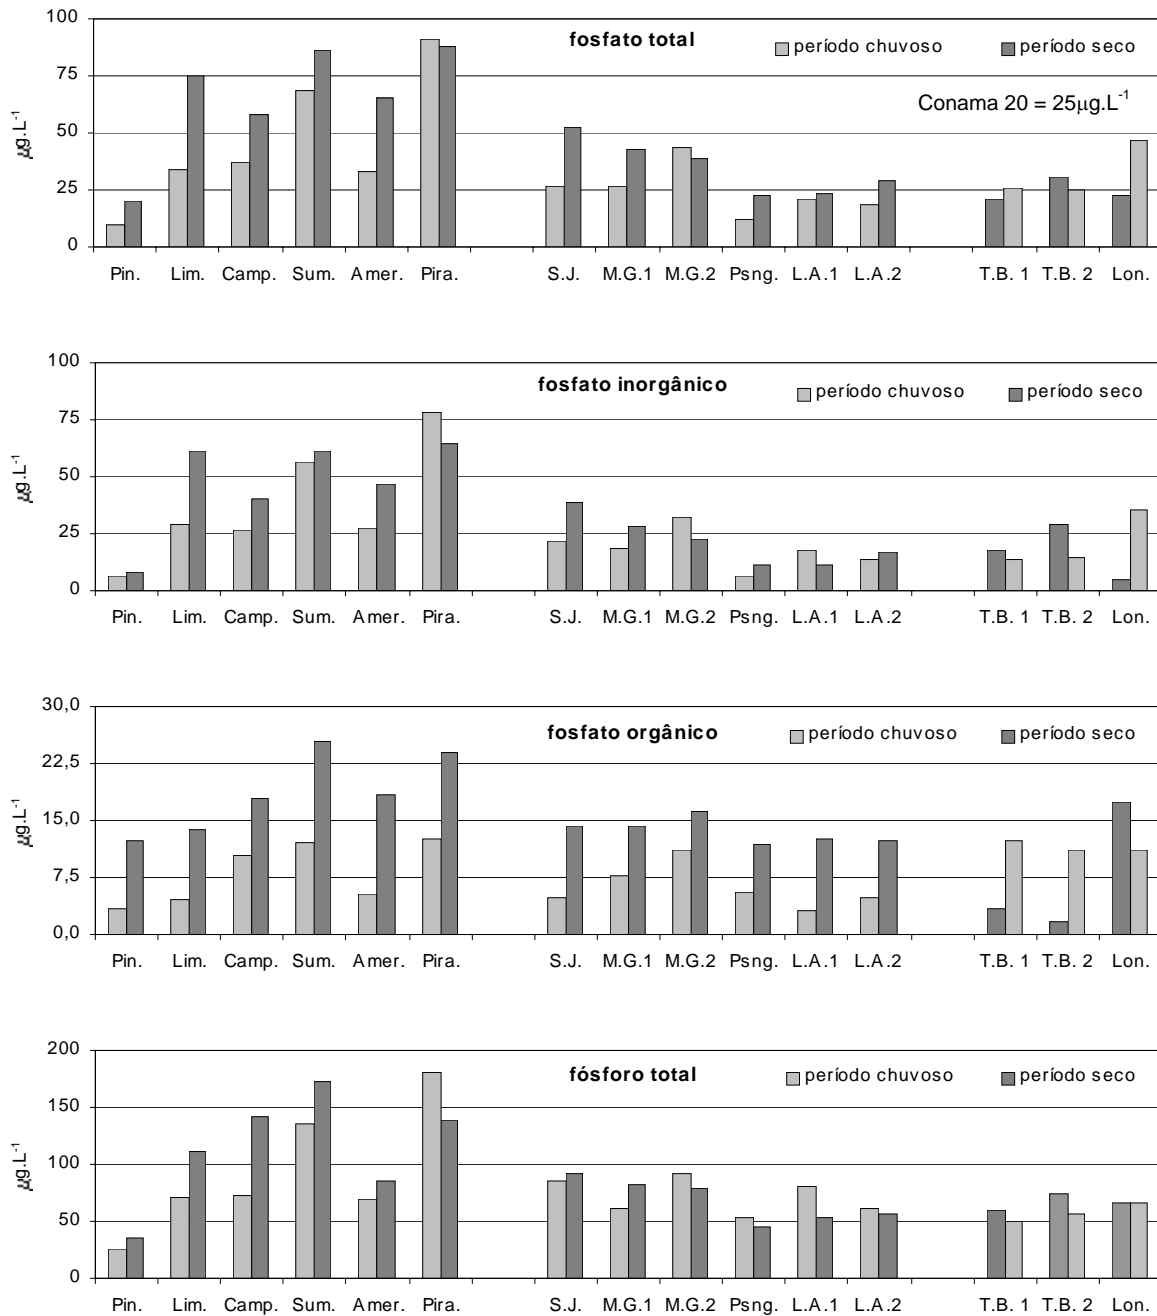 100
fosfato total
período chuvoso
período seco
75
Conama 20 = 25µg.L-1
µg.L-1
50
25
0
Pin. Lim. Camp. Sum. Amer. Pira. S.J. M.G.1 M.G.2 Psng. L.A.1 L.A.2 T.B. 1 T.B. 2 Lon.
100
fosfato inorgânico
período chuvoso
período seco
75
µg.L-1
50
25
0
Pin. Lim. Camp. Sum. Amer. Pira. S.J. M.G.1 M.G.2 Psng. L.A.1 L.A.2 T.B. 1 T.B. 2 Lon.
30,0
fosfato orgânico
período chuvoso
período seco
22,5
µg.L-1
15,0
7,5
0,0
Pin. Lim. Camp. Sum. Amer. Pira. S.J. M.G.1 M.G.2 Psng. L.A.1 L.A.2 T.B. 1 T.B. 2 Lon.
200
fósforo total
período chuvoso
período seco
150
µg.L-1
100
50
0
Pin. Lim. Camp. Sum. Amer. Pira. S.J. M.G.1 M.G.2 Psng. L.A.1 L.A.2 T.B. 1 T.B. 2 Lon.